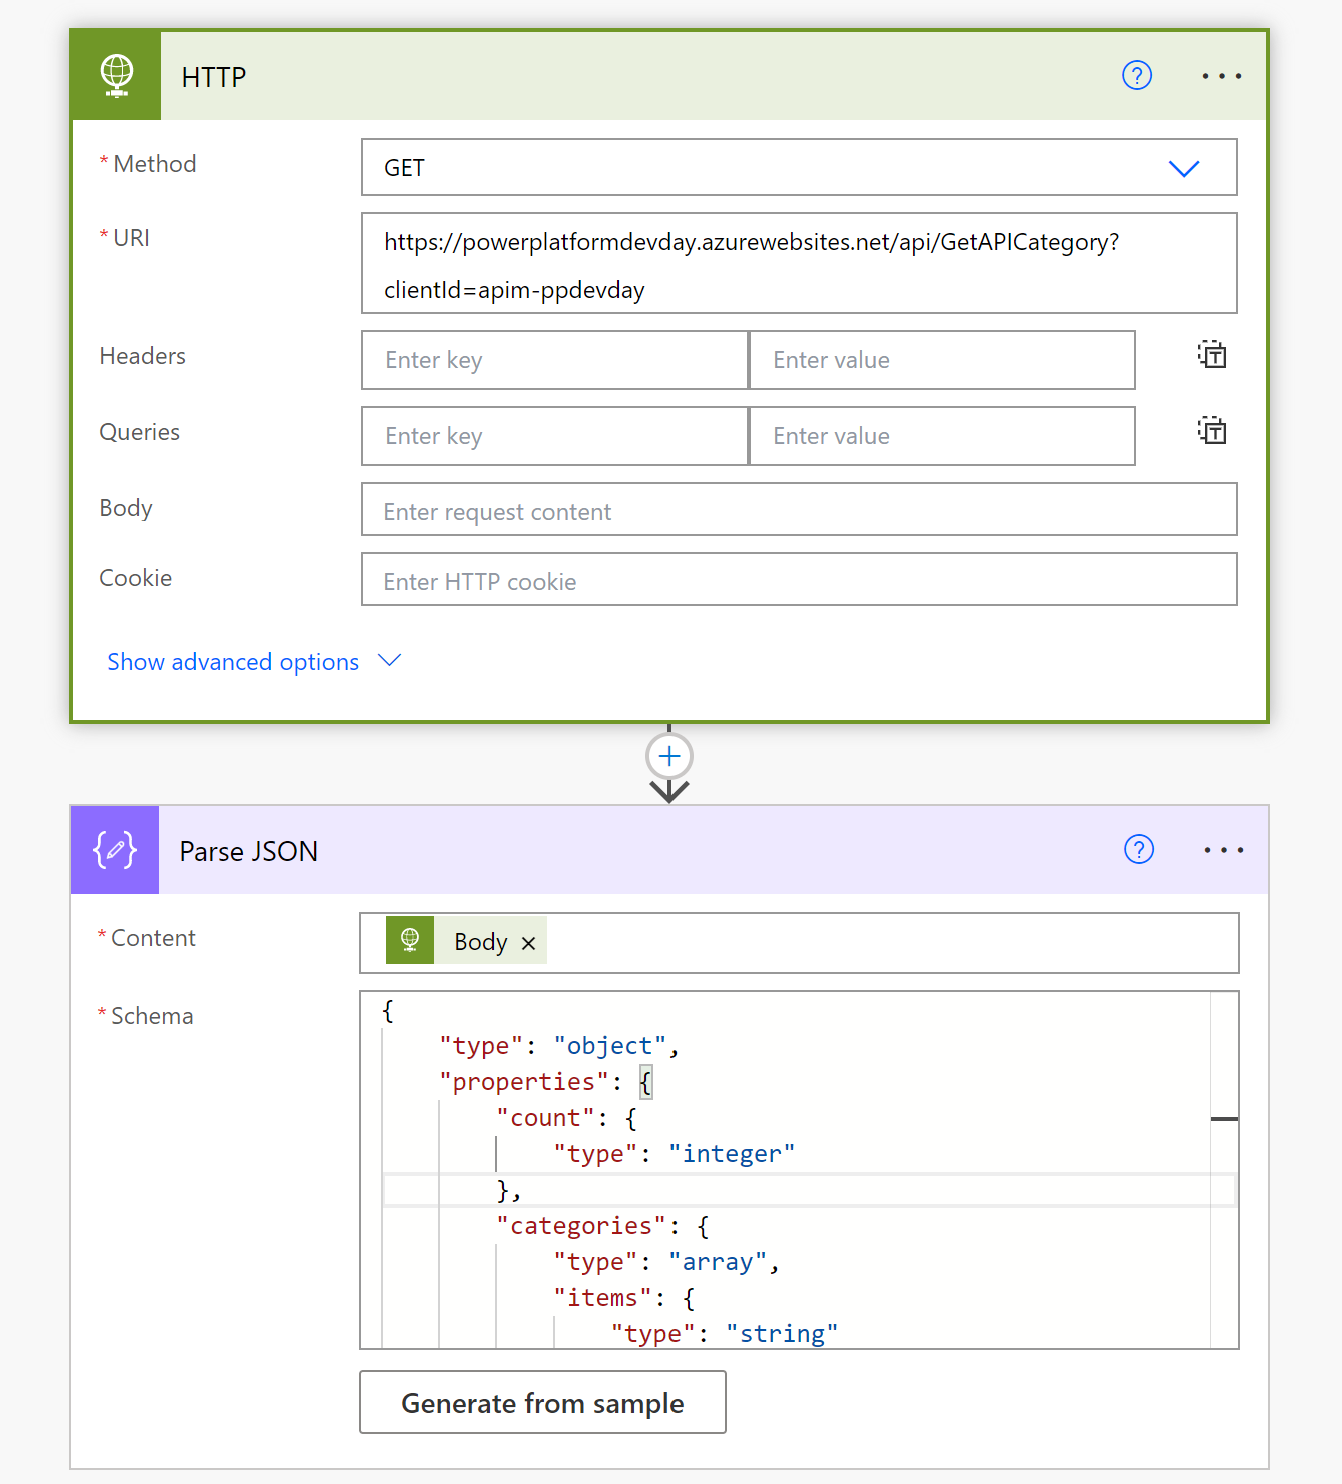 HTTP
* Method
GET
* URI
https://powerplatformdevday.azurewebsites.net/api/GetAPICategory?
clientId=apim-ppdevday
Headers
Enter key
Enter value
Queries
Enter key
Enter value
Body
Enter request content
Cookie
Enter HTTP cookie
Show advanced options
Parse JSON
* Content
Body
* Schema
{
"type": "object",
"properties": {
"count": {
"type": "integer"
},
"categories": {
"type": "array",
"items": {
"type": "string"
Generate from sample